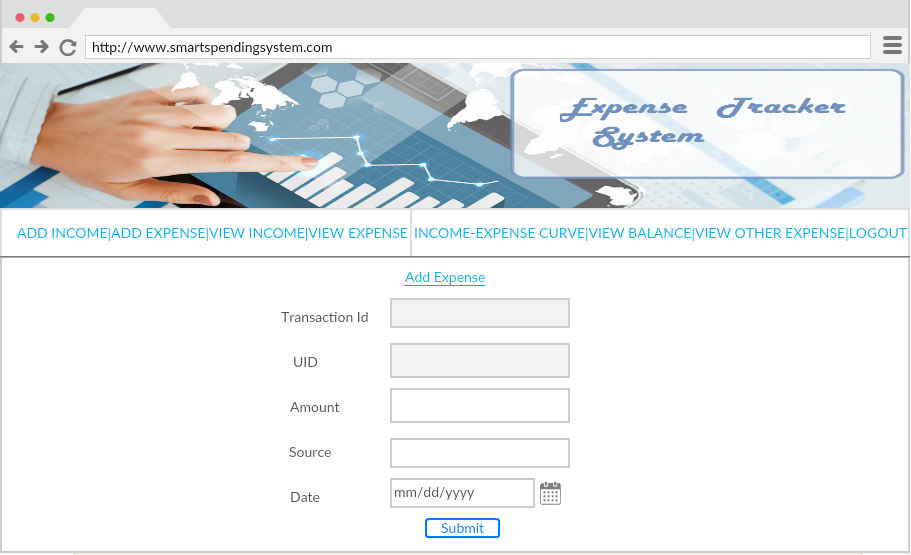 http://www.smartspendingsystem.com
Expense Tracker
System
ADD INCOME|ADD EXPENSE|VIEW INCOME|VIEW EXPENSE INCOME-EXPENSE CURVE|VIEW BALANCE|VIEW OTHER EXPENSE|LOGOUT
Add Expense
Transaction Id
UID
Amount
Source
Date mm/dd/yyyy
Submit